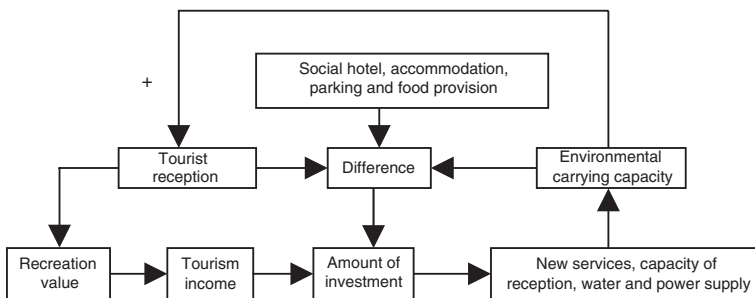 +
Social hotel, accommodation,
parking and food provision
Tourist
reception
Difference
Environmental
carrying capacity
Recreation
value
Tourism
income
Amount of
investment
New services, capacity of
reception, water and power supply